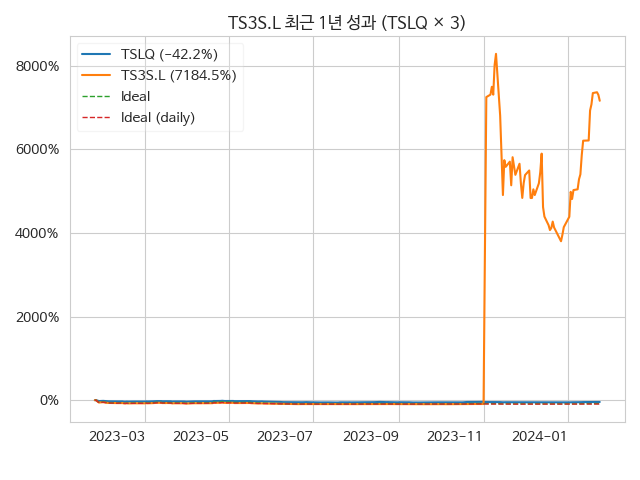 TS3S.L 최근 1년 성과 (TSLQ × 3)
TSLQ (-42.2%)
TS3S.L (7184.5%)
Ideal
Ideal (daily)
8000%
6000%
4000%
2000%
0%
2023-03 2023-05 2023-07 2023-09 2023-11 2024-01